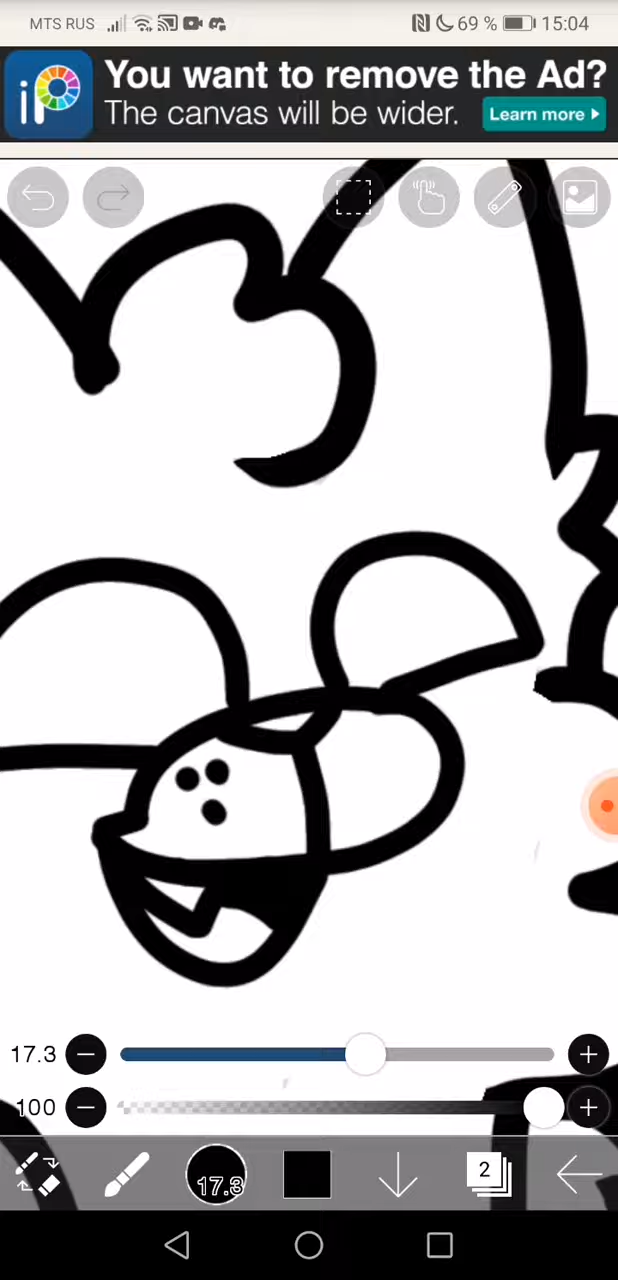 MTS RUS 69 % 15:04
iP You want to remove the Ad?
The canvas will be wider. Learn more
17.3
100
17.3 2